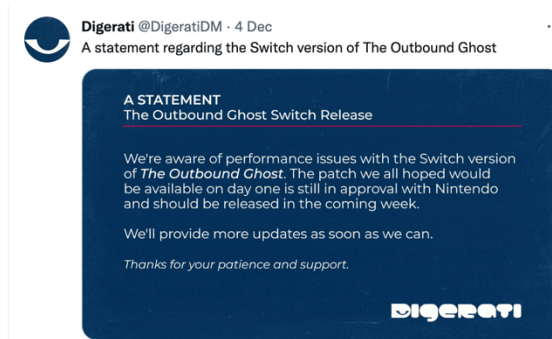 Digerati @DigeratiDM · 4 Dec
A statement regarding the Switch version of The Outbound Ghost
A STATEMENT
The Outbound Ghost Switch Release
We're aware of performance issues with the Switch version
of The Outbound Ghost. The patch we all hoped would
be available on day one is still in approval with Nintendo
and should be released in the coming week.
We'll provide more updates as soon as we can.
Thanks for your patience and support.
DIGERATI